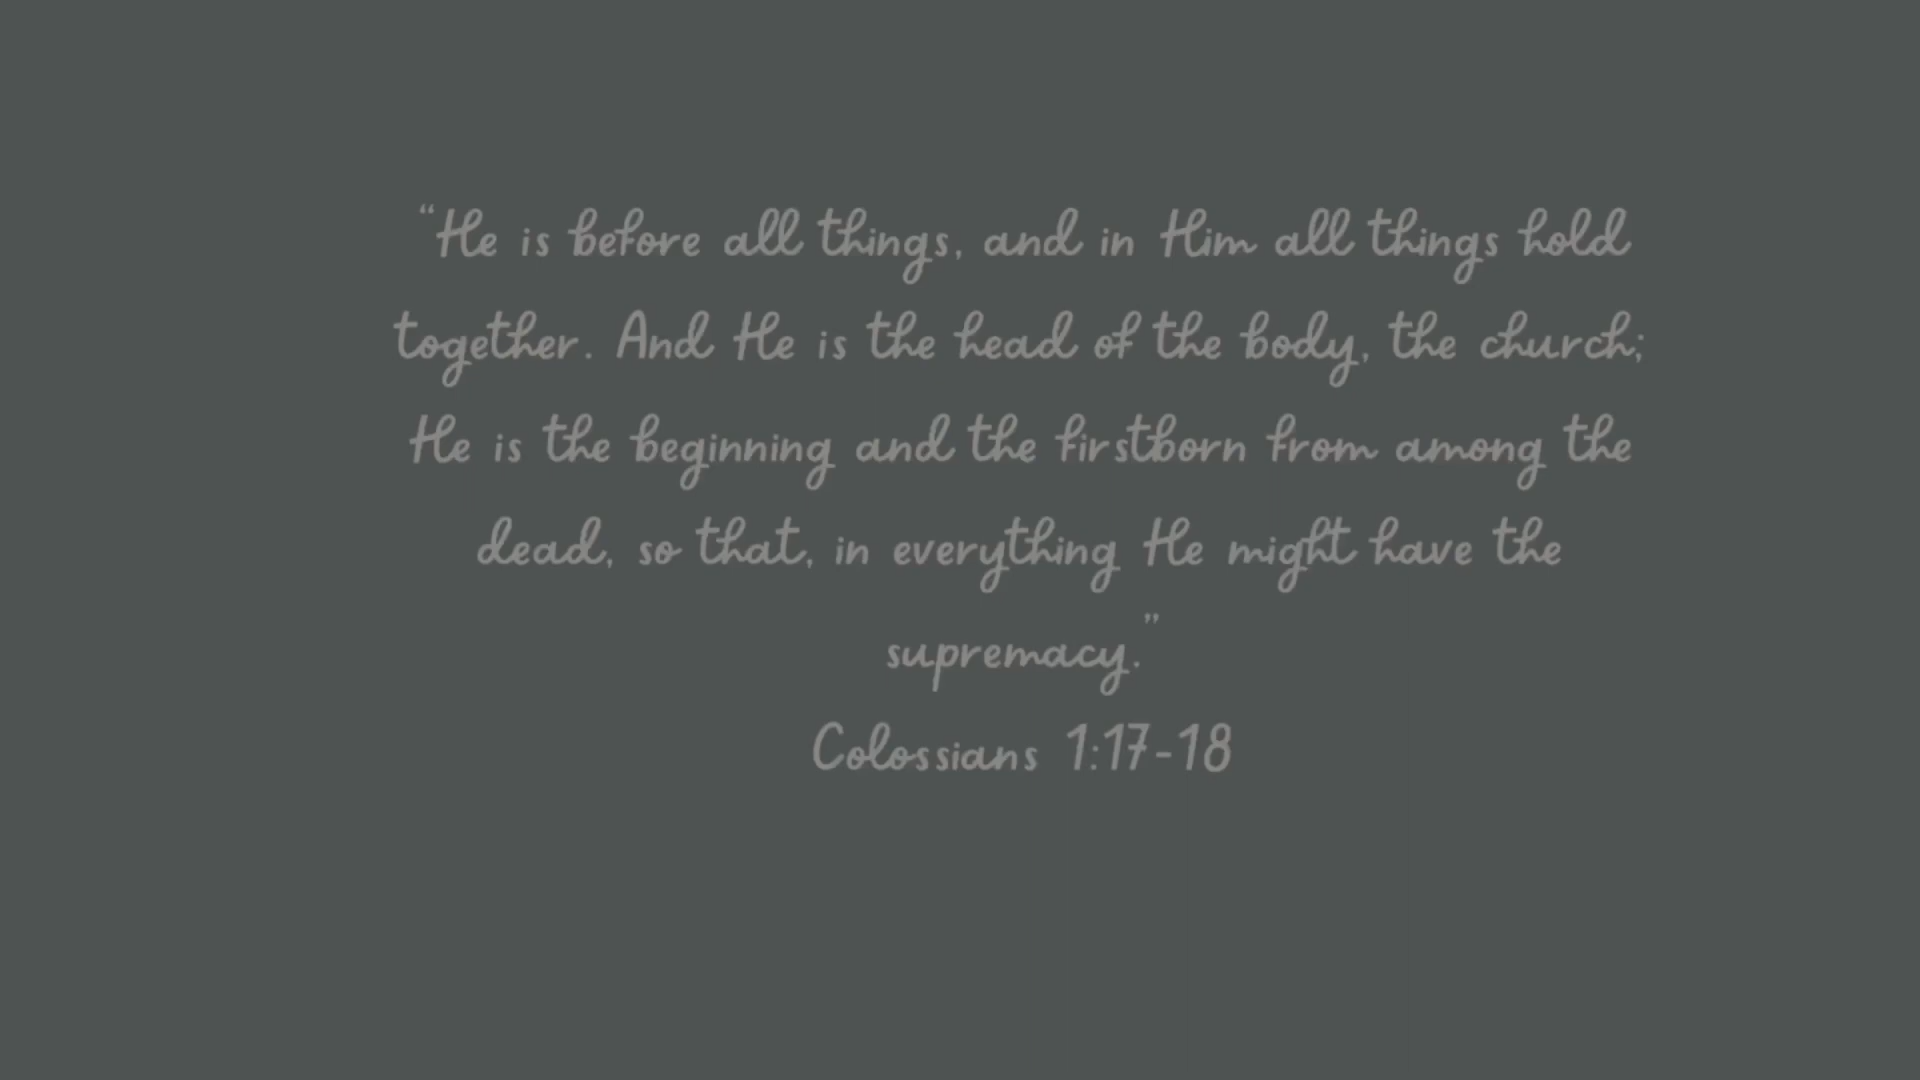 “He is before all things, and in Him all things hold
together. And He is the head of the body, the church;
He is the beginning and the firstborn from among the
dead, so that, in everything He might have the
supremacy.”
Colossians 1:17-18